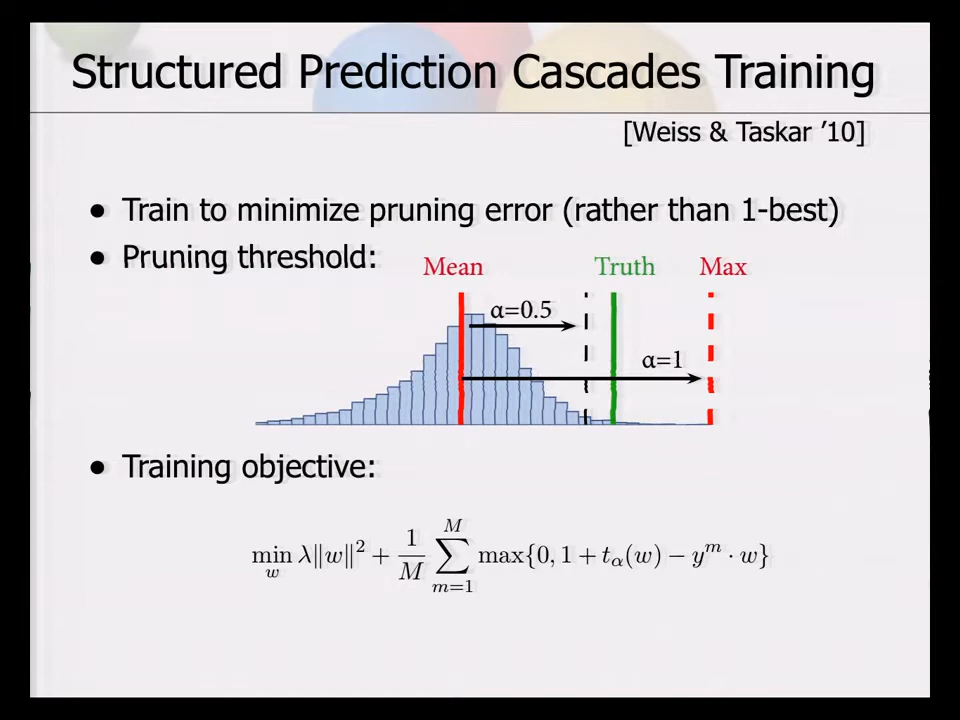 Structured Prediction Cascades Training
[Weiss & Taskar ’10]
● Train to minimize pruning error (rather than 1-best)
● Pruning threshold:
Mean Truth Max
α=0.5
α=1
● Training objective:
min_w λ‖w‖² + 1/M ∑_{m=1}^{M} max{0, 1 + t_α(w) − y^m · w}